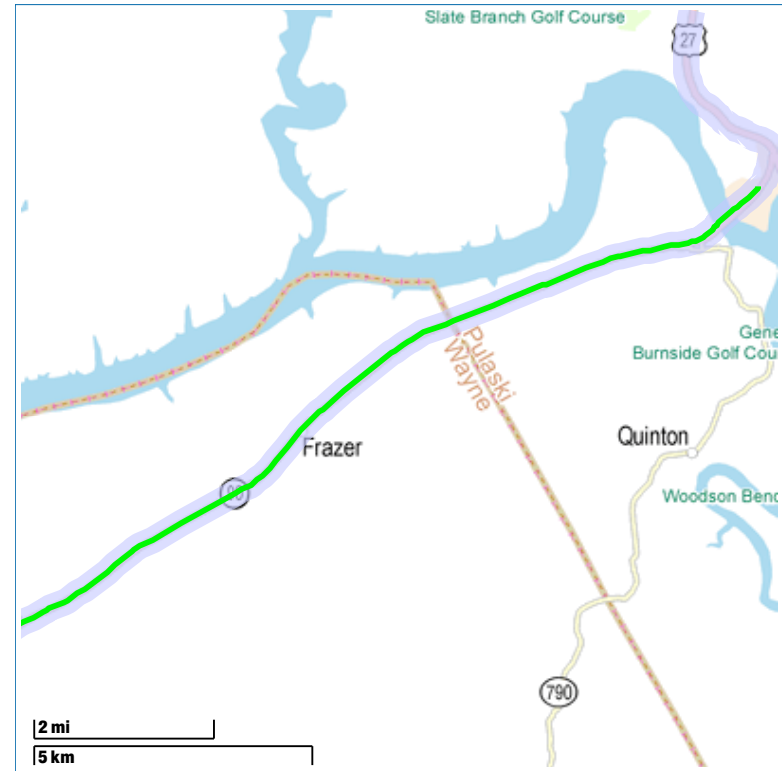 Slate Branch Golf Course
27
Gene
Burnside Golf Cou
Pulaski
Wayne
Quinton
Frazer
90
Woodson Bend
790
2 mi
5 km